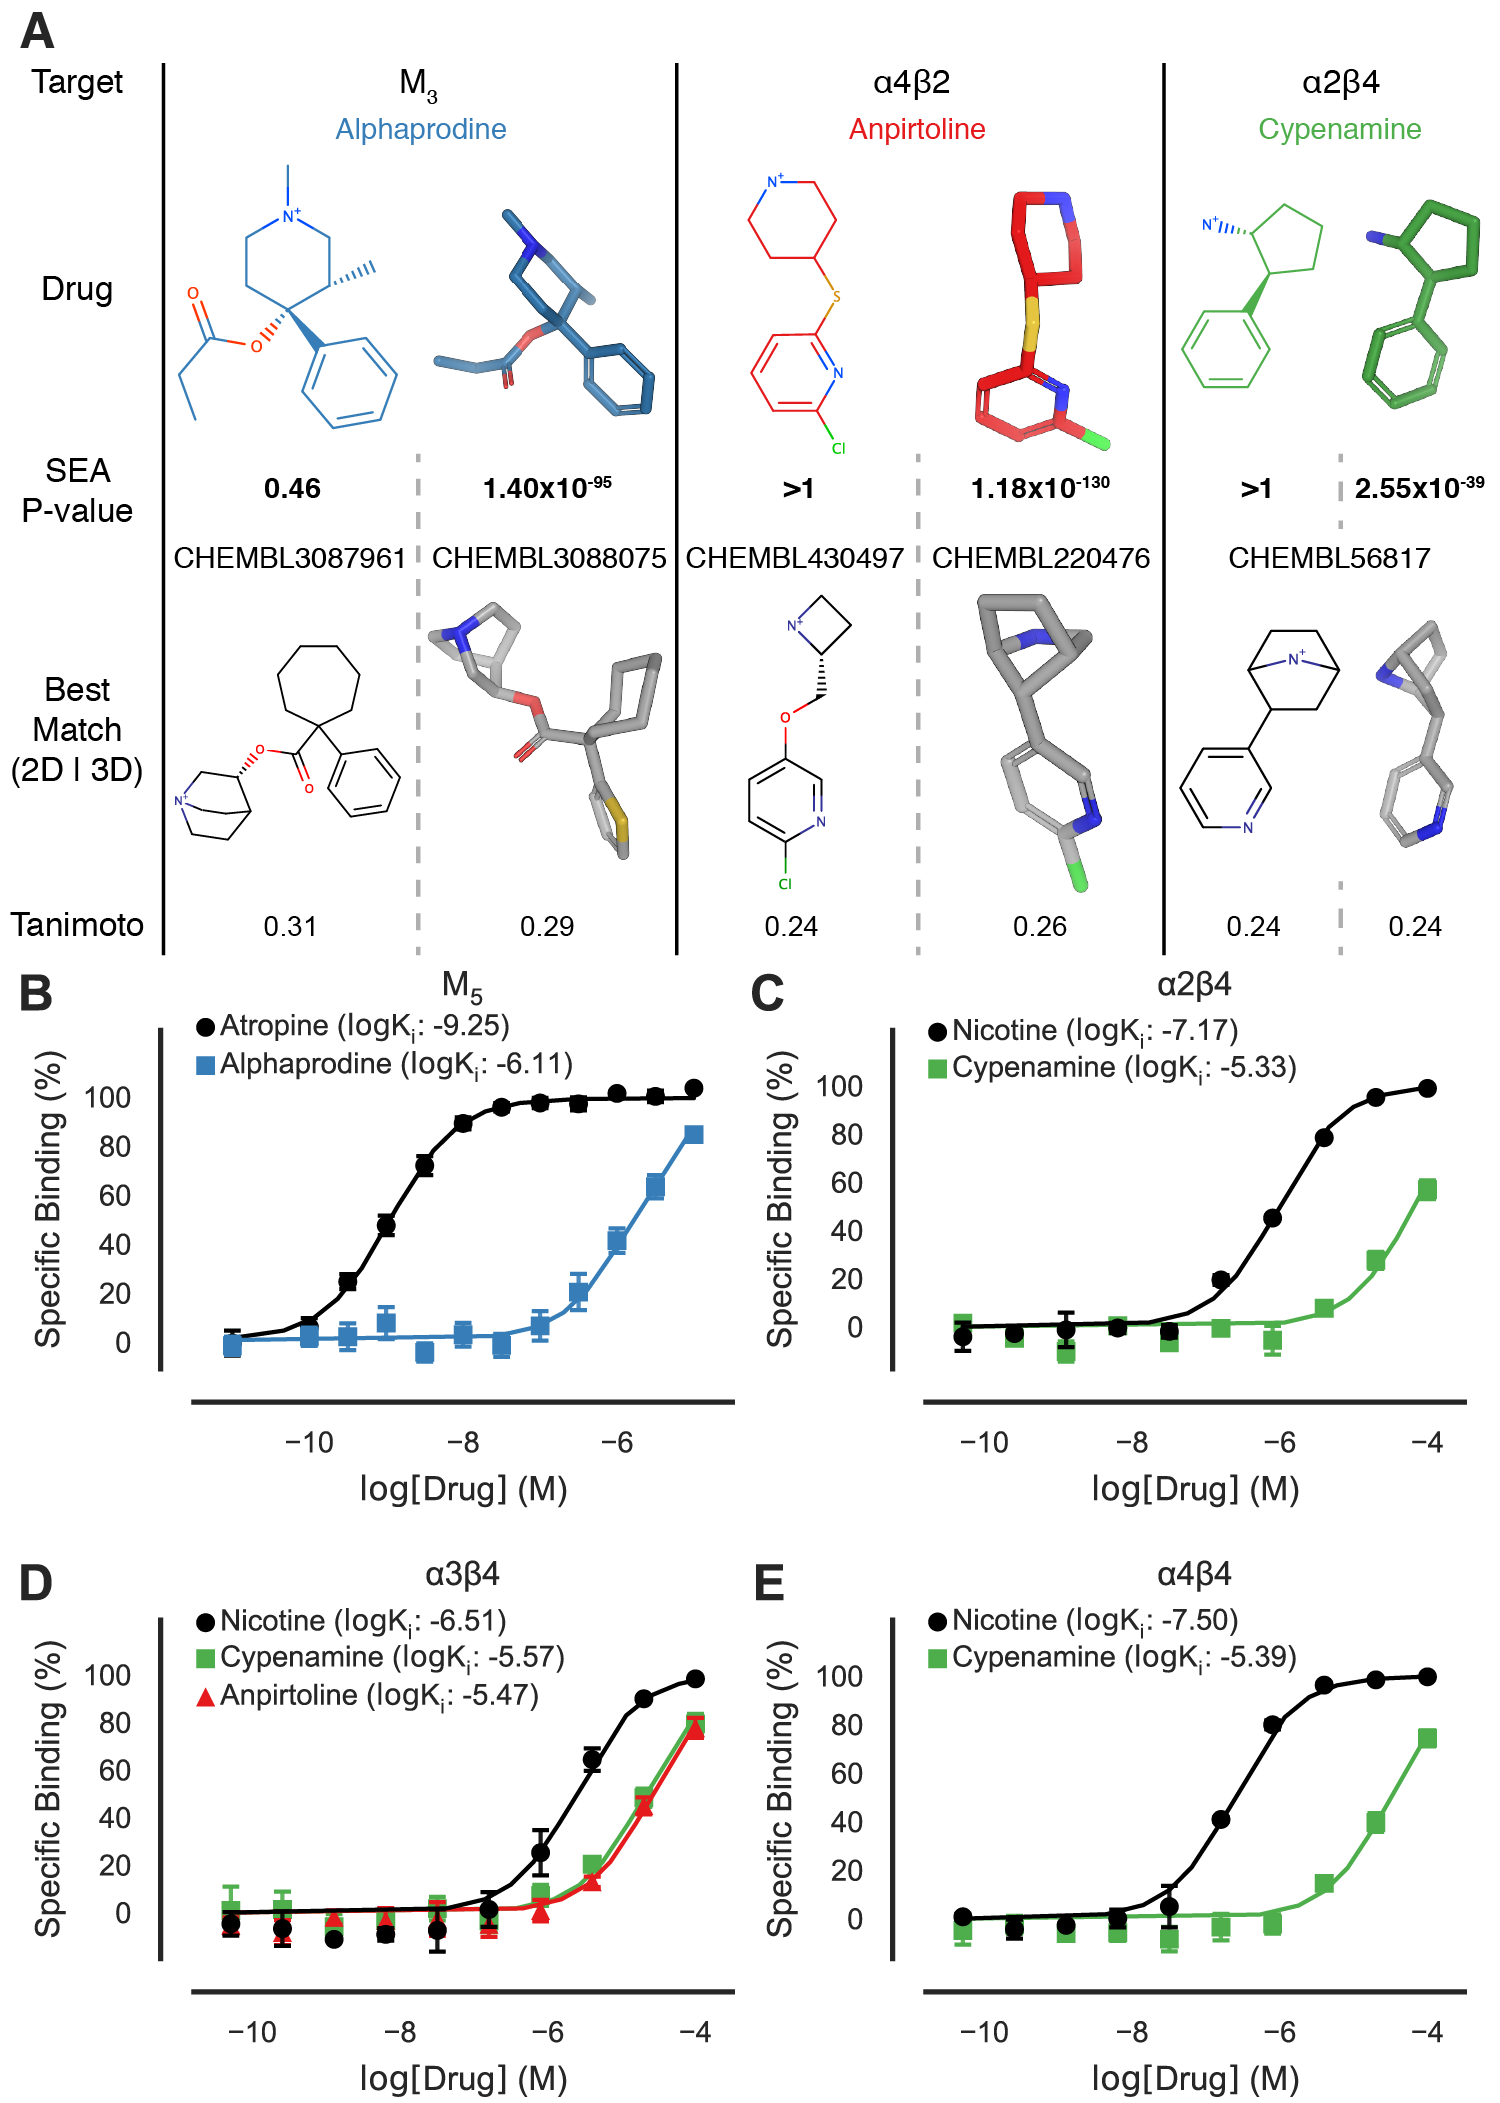 A
Target
M3
α4β2
α2β4
Alphaprodine
Anpirtoline
Cypenamine
Drug
N+
O
O
N+
S
N
Cl
N+
SEA
P-value
0.46
1.40x10-95
>1
1.18x10-130
>1
2.55x10-39
CHEMBL3087961
CHEMBL3088075
CHEMBL430497
CHEMBL220476
CHEMBL56817
Best
Match
(2D | 3D)
N+
O
O
N+
O
N
Cl
N+
N
Tanimoto
0.31
0.29
0.24
0.26
0.24
0.24
B
M5
Atropine (logKi: -9.25)
Alphaprodine (logKi: -6.11)
Specific Binding (%)
100
80
60
40
20
0
−10
−8
−6
log[Drug] (M)
C
α2β4
Nicotine (logKi: -7.17)
Cypenamine (logKi: -5.33)
Specific Binding (%)
100
80
60
40
20
0
−10
−8
−6
−4
log[Drug] (M)
D
α3β4
Nicotine (logKi: -6.51)
Cypenamine (logKi: -5.57)
Anpirtoline (logKi: -5.47)
Specific Binding (%)
100
80
60
40
20
0
−10
−8
−6
−4
log[Drug] (M)
E
α4β4
Nicotine (logKi: -7.50)
Cypenamine (logKi: -5.39)
Specific Binding (%)
100
80
60
40
20
0
−10
−8
−6
−4
log[Drug] (M)